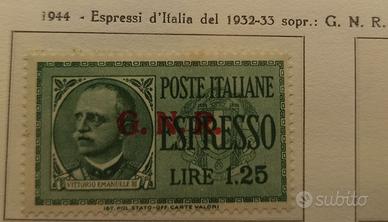 1944 - Espressi d'Italia del 1932-33 sopr.: G. N. R.
POSTE ITALIANE
G. N. R.
ESPRESSO
VITTORIO EMANUELE III
LIRE 1.25
IST. POL. STATO-OFF. CARTE VALORI
subito